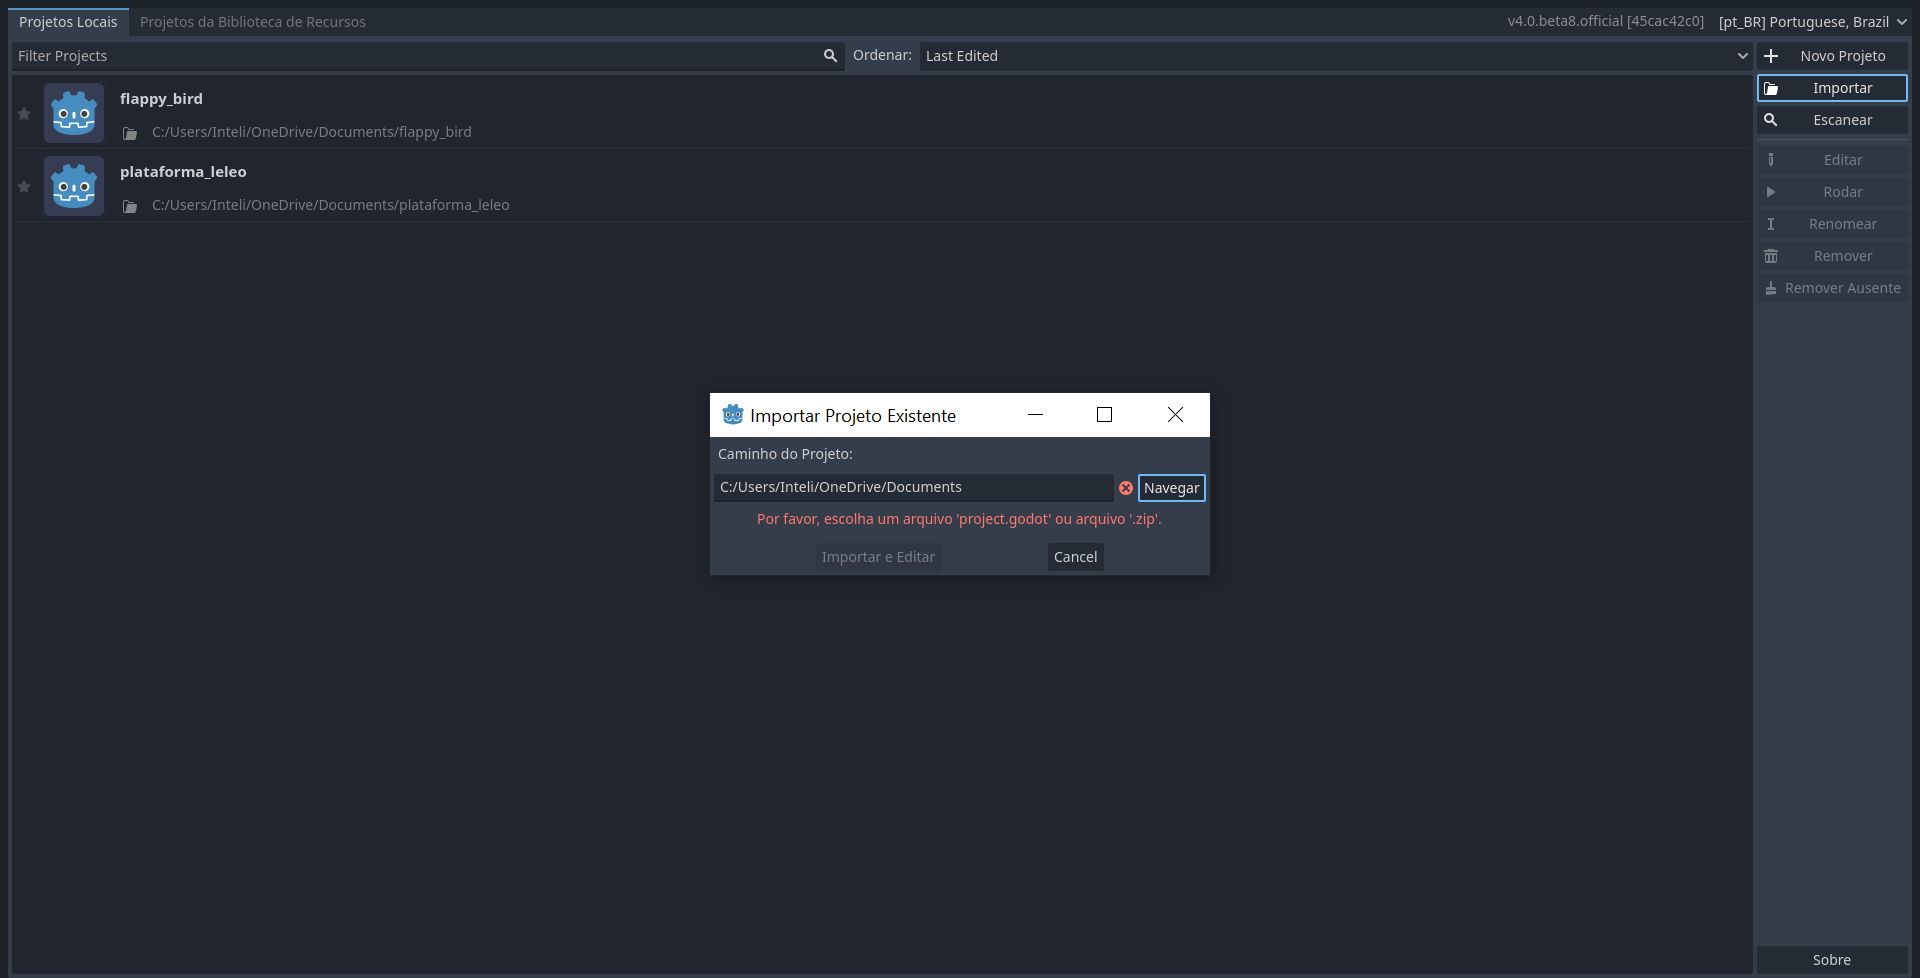 Projetos Locais
Projetos da Biblioteca de Recursos
v4.0.beta8.official [45cac42c0]
[pt_BR] Portuguese, Brazil
Filter Projects
Ordenar:
Last Edited
Novo Projeto
Importar
Escanear
Editar
Rodar
Renomear
Remover
Remover Ausente
flappy_bird
C:/Users/Inteli/OneDrive/Documents/flappy_bird
plataforma_leleo
C:/Users/Inteli/OneDrive/Documents/plataforma_leleo
Importar Projeto Existente
Caminho do Projeto:
C:/Users/Inteli/OneDrive/Documents
Navegar
Por favor, escolha um arquivo 'project.godot' ou arquivo '.zip'.
Importar e Editar
Cancel
Sobre